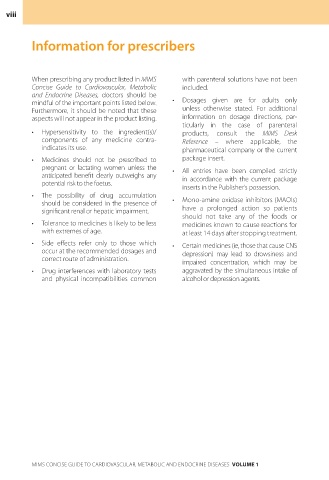 viii
Information for prescribers
When prescribing any product listed in MIMS
Concise Guide to Cardiovascular, Metabolic
and Endocrine Diseases, doctors should be
mindful of the important points listed below.
Furthermore, it should be noted that these
aspects will not appear in the product listing.
• Hypersensitivity to the ingredient(s)/
components of any medicine contra-
indicates its use.
• Medicines should not be prescribed to
pregnant or lactating women unless the
anticipated benefit clearly outweighs any
potential risk to the foetus.
• The possibility of drug accumulation
should be considered in the presence of
significant renal or hepatic impairment.
• Tolerance to medicines is likely to be less
with extremes of age.
• Side effects refer only to those which
occur at the recommended dosages and
correct route of administration.
• Drug interferences with laboratory tests
and physical incompatibilities common
with parenteral solutions have not been
included.
• Dosages given are for adults only
unless otherwise stated. For additional
information on dosage directions, par-
ticularly in the case of parenteral
products, consult the MIMS Desk
Reference – where applicable, the
pharmaceutical company or the current
package insert.
• All entries have been compiled strictly
in accordance with the current package
inserts in the Publisher's possession.
• Mono-amine oxidase inhibitors (MAOIs)
have a prolonged action so patients
should not take any of the foods or
medicines known to cause reactions for
at least 14 days after stopping treatment.
• Certain medicines (ie, those that cause CNS
depression) may lead to drowsiness and
impaired concentration, which may be
aggravated by the simultaneous intake of
alcohol or depression agents.
MIMS CONCISE GUIDE TO CARDIOVASCULAR, METABOLIC AND ENDOCRINE DISEASES VOLUME 1